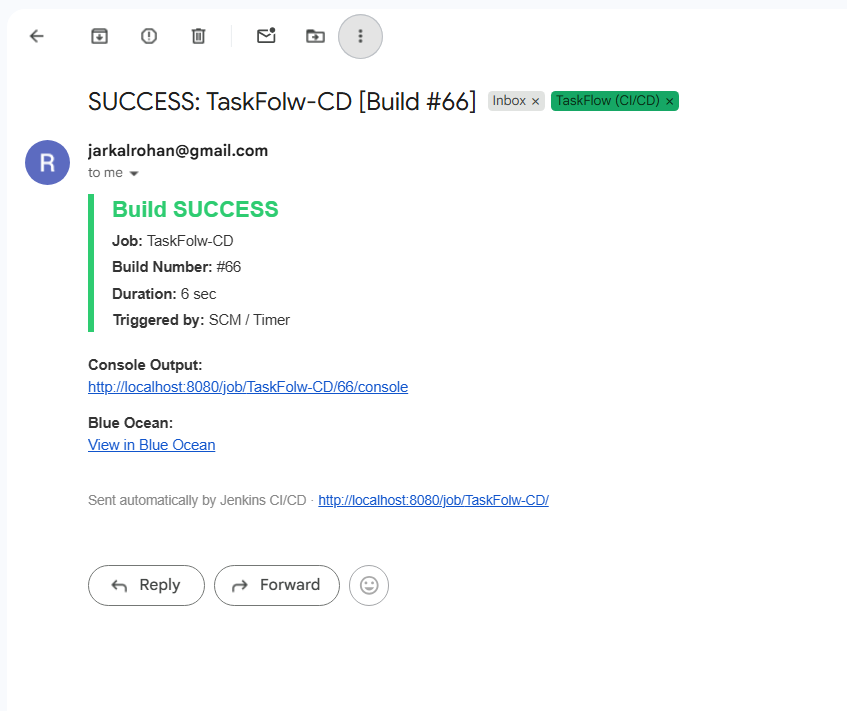 SUCCESS: TaskFolw-CD [Build #66] Inbox × TaskFlow (CI/CD) ×
R
jarkalrohan@gmail.com
to me
Build SUCCESS
Job: TaskFolw-CD
Build Number: #66
Duration: 6 sec
Triggered by: SCM / Timer
Console Output:
http://localhost:8080/job/TaskFolw-CD/66/console
Blue Ocean:
View in Blue Ocean
Sent automatically by Jenkins CI/CD · http://localhost:8080/job/TaskFolw-CD/
Reply Forward